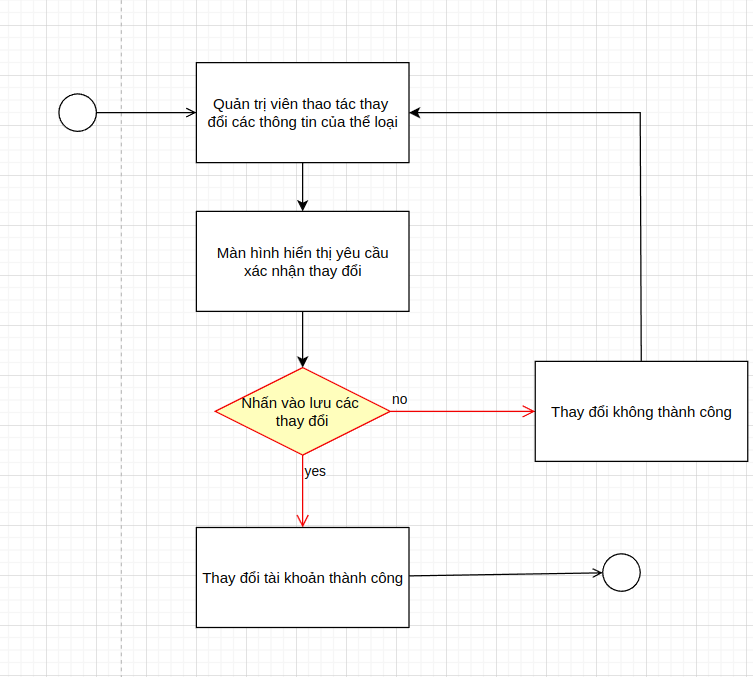 Quản trị viên thao tác thay
đổi các thông tin của thể loại
Màn hình hiển thị yêu cầu
xác nhận thay đổi
Nhấn vào lưu các
thay đổi
no
Thay đổi không thành công
yes
Thay đổi tài khoản thành công